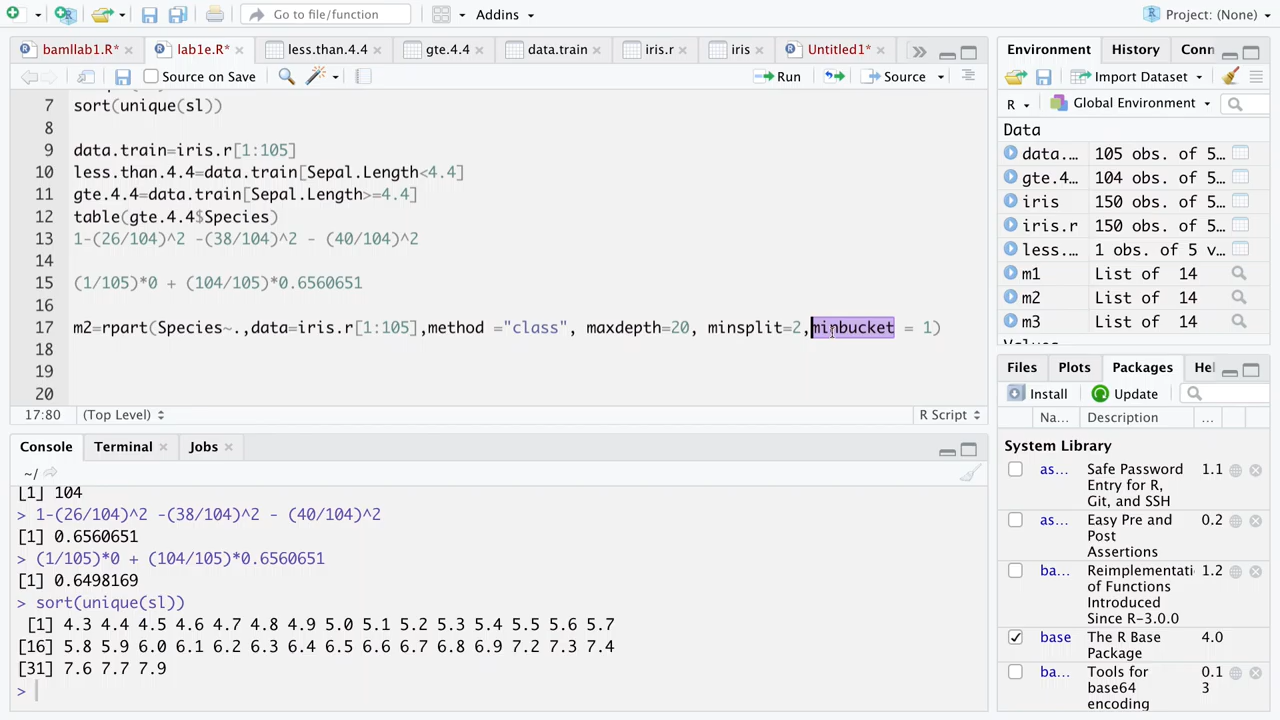 Go to file/function
Addins
Project: (None)
bamllab1.R*
lab1e.R*
less.than.4.4
gte.4.4
data.train
iris.r
iris
Untitled1*
Source on Save
Run
Source
7 sort(unique(sl))
8
9 data.train=iris.r[1:105]
10 less.than.4.4=data.train[Sepal.Length<4.4]
11 gte.4.4=data.train[Sepal.Length>=4.4]
12 table(gte.4.4$Species)
13 1-(26/104)^2 -(38/104)^2 - (40/104)^2
14
15 (1/105)*0 + (104/105)*0.6560651
16
17 m2=rpart(Species~.,data=iris.r[1:105],method ="class", maxdepth=20, minsplit=2,minbucket = 1)
18
19
20
17:80 (Top Level) R Script
Console Terminal Jobs
~/
[1] 104
> 1-(26/104)^2 -(38/104)^2 - (40/104)^2
[1] 0.6560651
> (1/105)*0 + (104/105)*0.6560651
[1] 0.6498169
> sort(unique(sl))
[1] 4.3 4.4 4.5 4.6 4.7 4.8 4.9 5.0 5.1 5.2 5.3 5.4 5.5 5.6 5.7
[16] 5.8 5.9 6.0 6.1 6.2 6.3 6.4 6.5 6.6 6.7 6.8 6.9 7.2 7.3 7.4
[31] 7.6 7.7 7.9
>
Environment History Conn
Import Dataset
R Global Environment
Data
data.… 105 obs. of 5…
gte.4… 104 obs. of 5…
iris 150 obs. of 5…
iris.r 150 obs. of 5…
less.… 1 obs. of 5 v…
m1 List of 14
m2 List of 14
m3 List of 14
Files Plots Packages He
Install Update
Na… Description …
System Library
as… Safe Password 1.1
Entry for R,
Git, and SSH
as… Easy Pre and 0.2
Post
Assertions
ba… Reimplementati 1.2
of Functions
Introduced
Since R-3.0.0
base The R Base 4.0
Package
ba… Tools for 0.1
base64 3
encoding